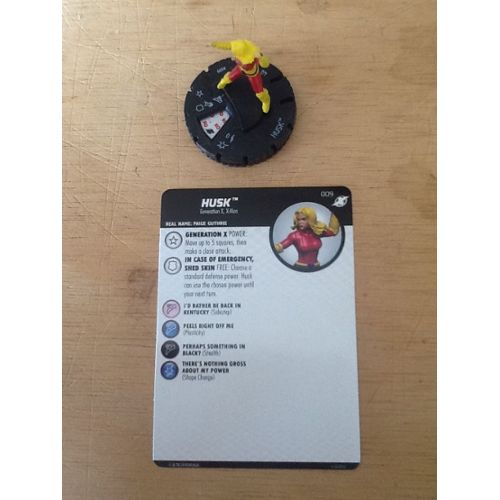 009
HUSK™
HUSK™
Generation X, X-Men
009
REAL NAME: PAIGE GUTHRIE
GENERATION X POWER:
Move up to 5 squares, then
make a close attack.
IN CASE OF EMERGENCY,
SHED SKIN FREE: Choose a
standard defense power. Husk
can use the chosen power until
your next turn.
I'D RATHER BE BACK IN
KENTUCKY (Sidestep)
PEELS RIGHT OFF ME
(Plasticity)
PERHAPS SOMETHING IN
BLACK? (Stealth)
THERE'S NOTHING GROSS
ABOUT MY POWER
(Shape Change)